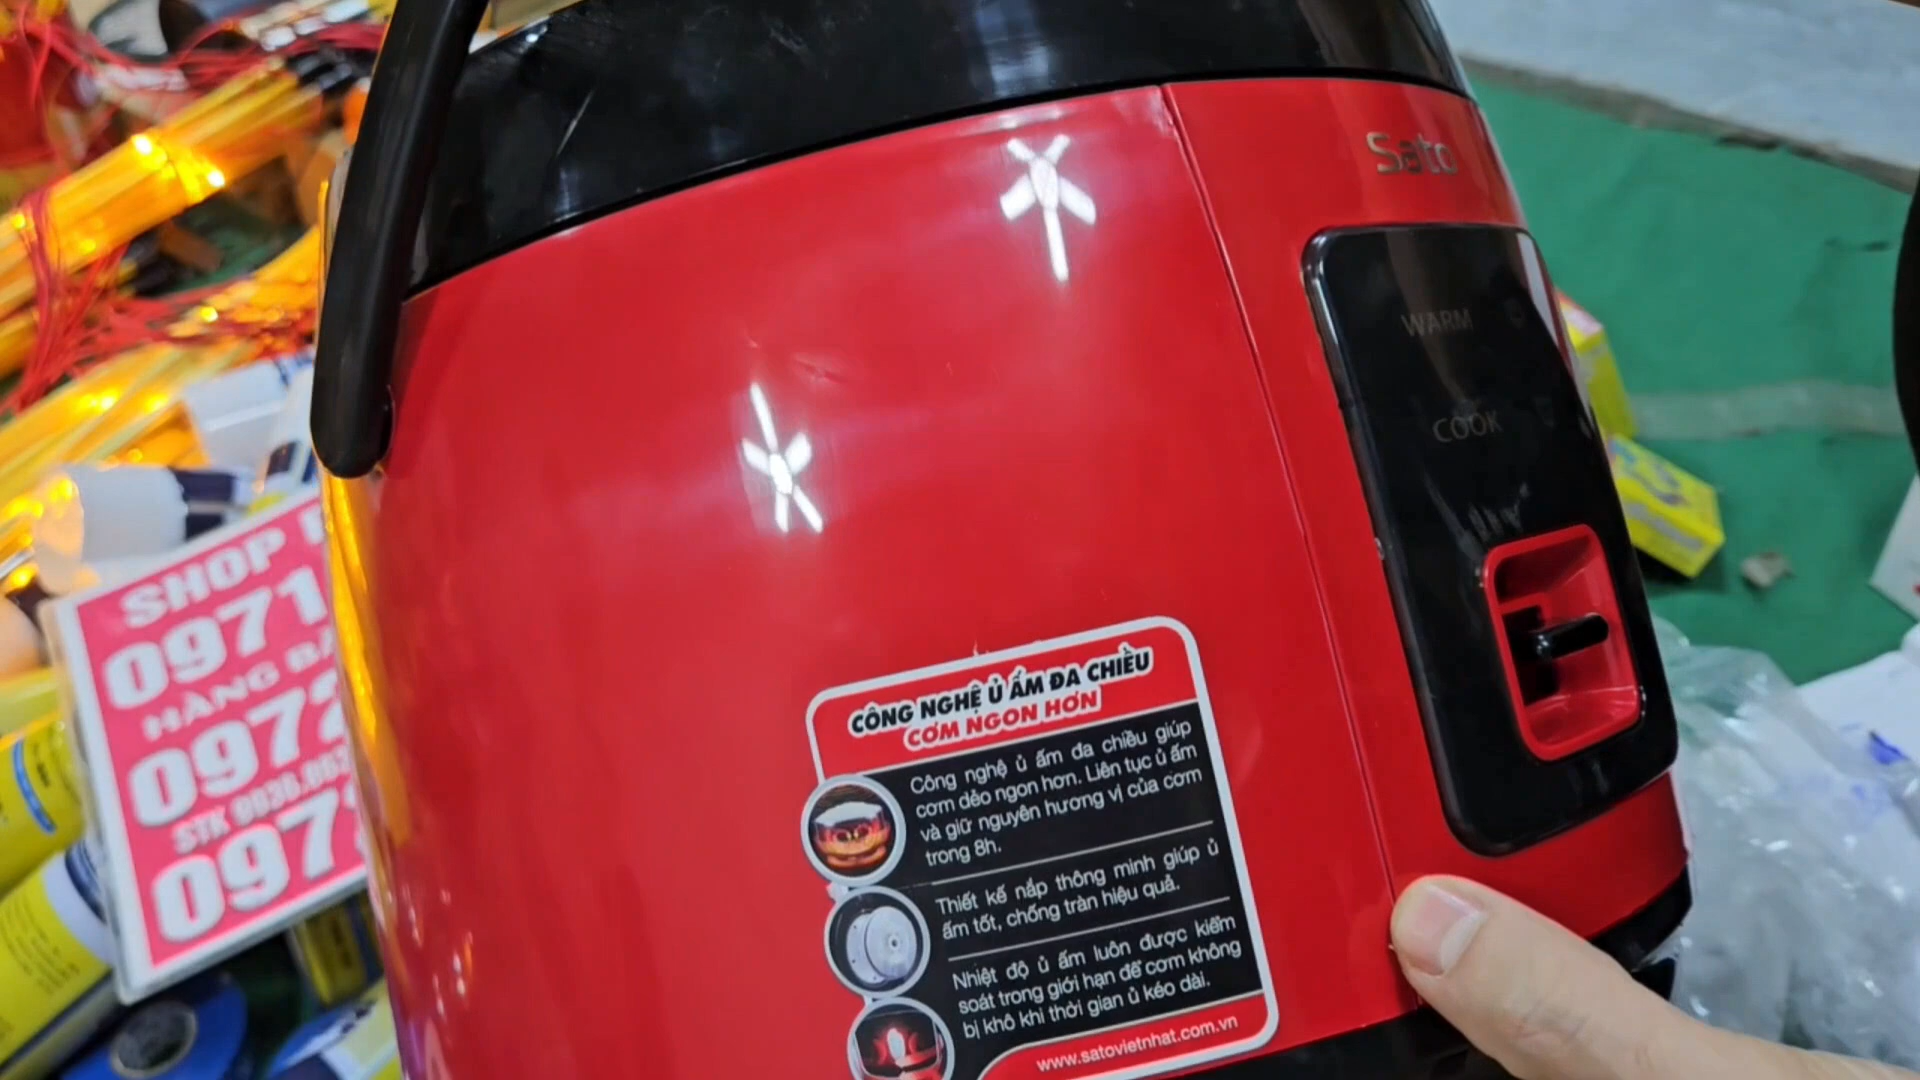 Sato
WARM
COOK
SHOP
0971
HÀNG
0972
STK
097
CÔNG NGHỆ Ủ ẤM ĐA CHIỀU
CƠM NGON HƠN
Công nghệ ủ ấm đa chiều giúp
cơm dẻo ngon hơn. Liên tục ủ ấm
và giữ nguyên hương vị của cơm
trong 8h.
Thiết kế nắp thông minh giúp ủ
ấm tốt, chống tràn hiệu quả.
Nhiệt độ ủ ấm luôn được kiểm
soát trong giới hạn để cơm không
bị khô khi thời gian ủ kéo dài.
www.satovietnhat.com.vn